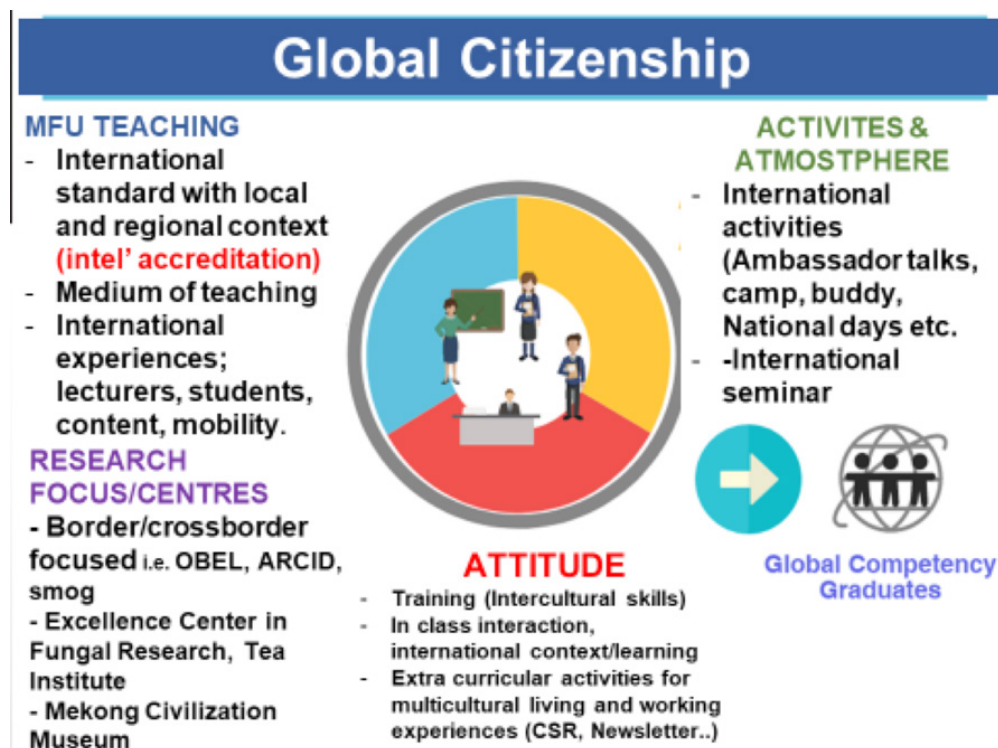 Global Citizenship
MFU TEACHING
- International
standard with local
and regional context
(intel’ accreditation)
- Medium of teaching
- International
experiences;
lecturers, students,
content, mobility.
RESEARCH
FOCUS/CENTRES
- Border/crossborder
focused i.e. OBEL, ARCID,
smog
- Excellence Center in
Fungal Research, Tea
Institute
- Mekong Civilization
Museum
ATTITUDE
- Training (Intercultural skills)
- In class interaction,
international context/learning
- Extra curricular activities for
multicultural living and working
experiences (CSR, Newsletter..)
ACTIVITES &
ATMOSTPHERE
- International
activities
(Ambassador talks,
camp, buddy,
National days etc.
- -International
seminar
Global Competency
Graduates